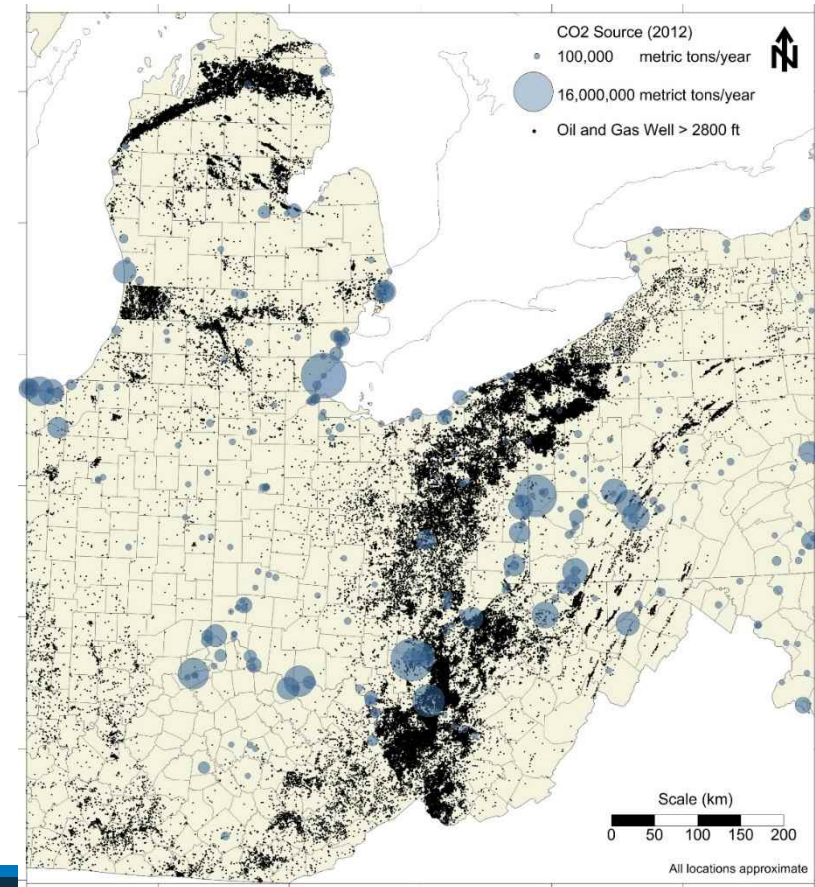 CO2 Source (2012)
100,000 metric tons/year
16,000,000 metrict tons/year
Oil and Gas Well > 2800 ft
N
Scale (km)
0 50 100 150 200
All locations approximate